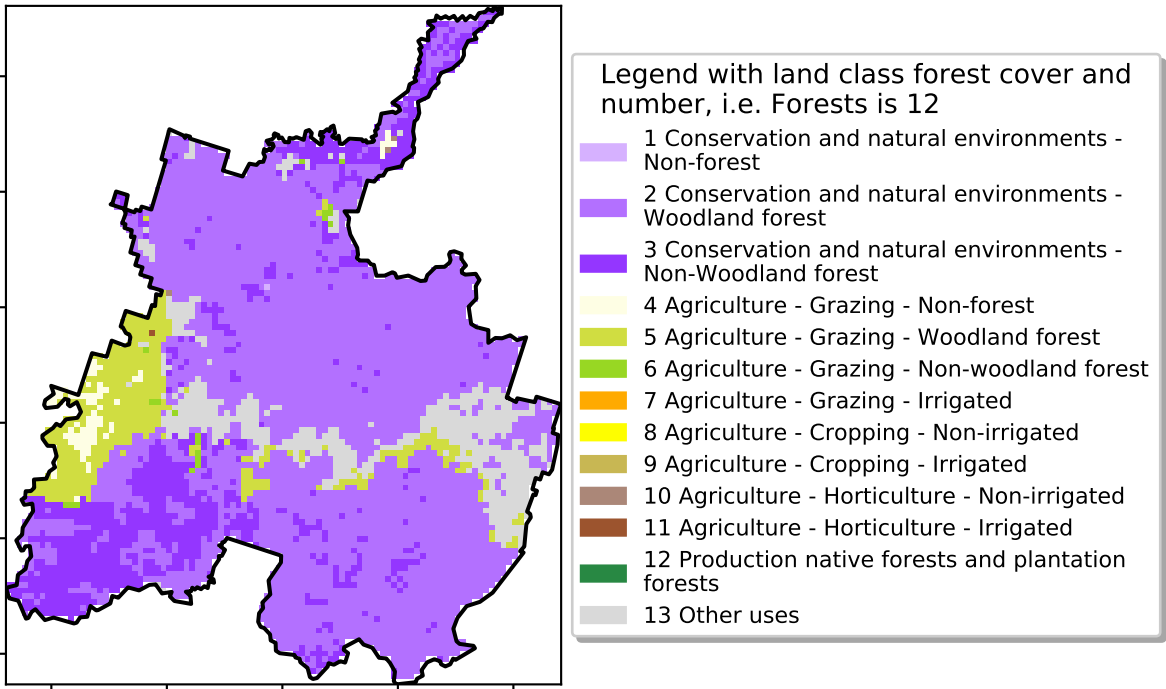 Legend with land class forest cover and
number, i.e. Forests is 12
1 Conservation and natural environments -
Non-forest
2 Conservation and natural environments -
Woodland forest
3 Conservation and natural environments -
Non-Woodland forest
4 Agriculture - Grazing - Non-forest
5 Agriculture - Grazing - Woodland forest
6 Agriculture - Grazing - Non-woodland forest
7 Agriculture - Grazing - Irrigated
8 Agriculture - Cropping - Non-irrigated
9 Agriculture - Cropping - Irrigated
10 Agriculture - Horticulture - Non-irrigated
11 Agriculture - Horticulture - Irrigated
12 Production native forests and plantation
forests
13 Other uses